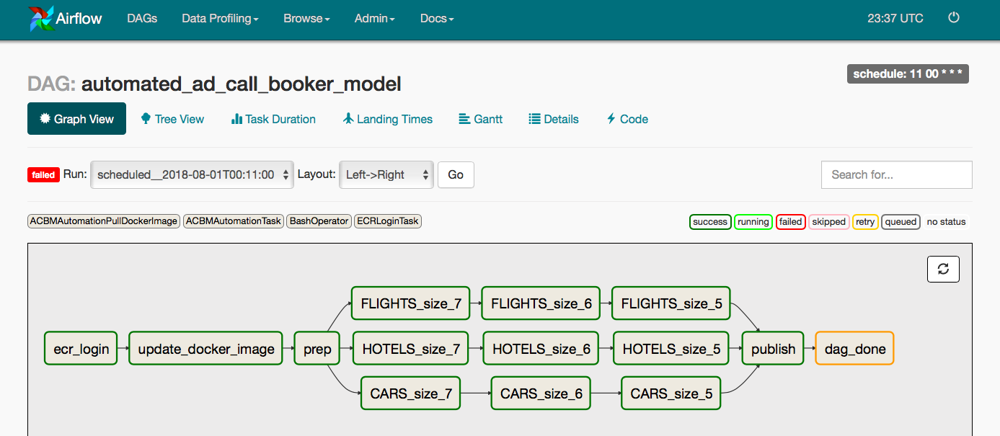 Airflow DAGs Data Profiling Browse Admin Docs 23:37 UTC
schedule: 11 00 * * *
DAG: automated_ad_call_booker_model
Graph View Tree View Task Duration Landing Times Gantt Details Code
failed Run: scheduled__2018-08-01T00:11:00 Layout: Left->Right Go Search for...
ACBMAutomationPullDockerImage ACBMAutomationTask BashOperator ECRLoginTask success running failed skipped retry queued no status
FLIGHTS_size_7 FLIGHTS_size_6 FLIGHTS_size_5
ecr_login update_docker_image prep HOTELS_size_7 HOTELS_size_6 HOTELS_size_5 publish dag_done
CARS_size_7 CARS_size_6 CARS_size_5